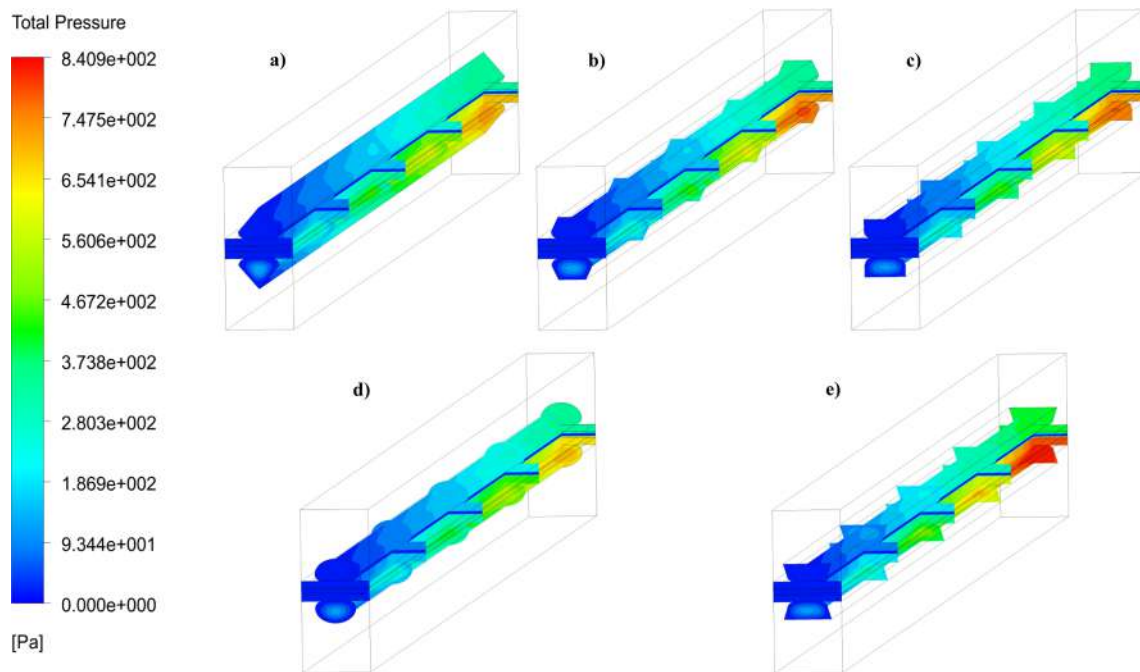 Total Pressure
8.409e+002
7.475e+002
6.541e+002
5.606e+002
4.672e+002
3.738e+002
2.803e+002
1.869e+002
9.344e+001
0.000e+000
[Pa]
a)
b)
c)
d)
e)